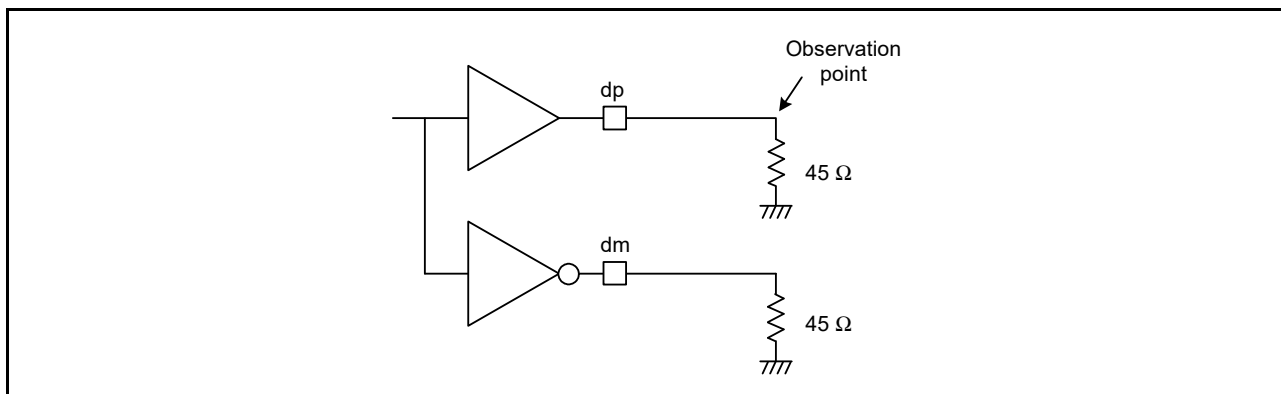 Observation
point
dp
45 Ω
dm
45 Ω